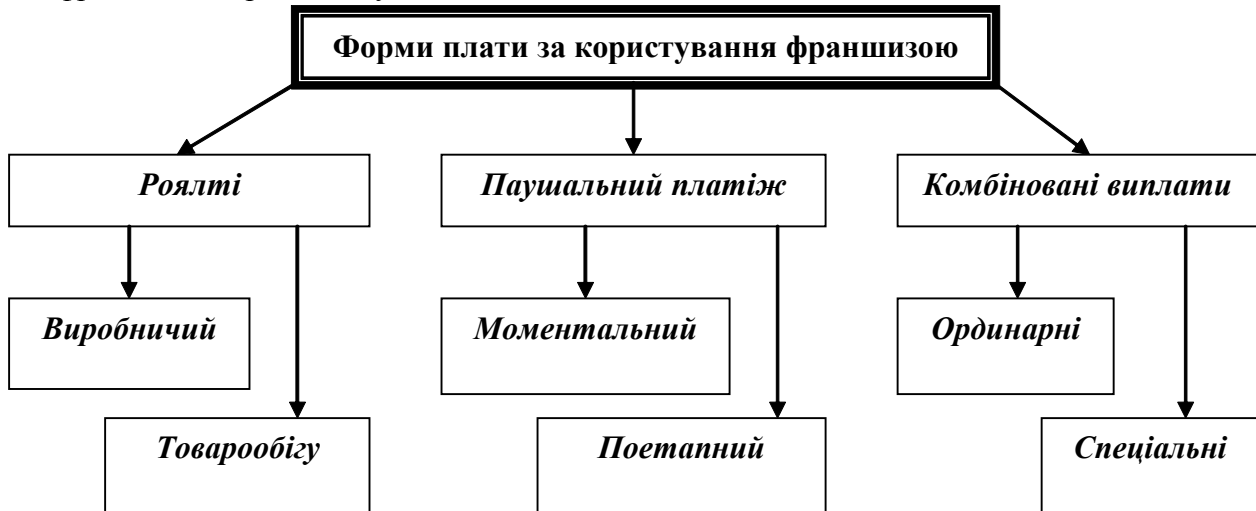 Форми плати за користування франшизою
Роялті
Паушальний платіж
Комбіновані виплати
Виробничий
Моментальний
Ординарні
Товарообігу
Поетапний
Спеціальні